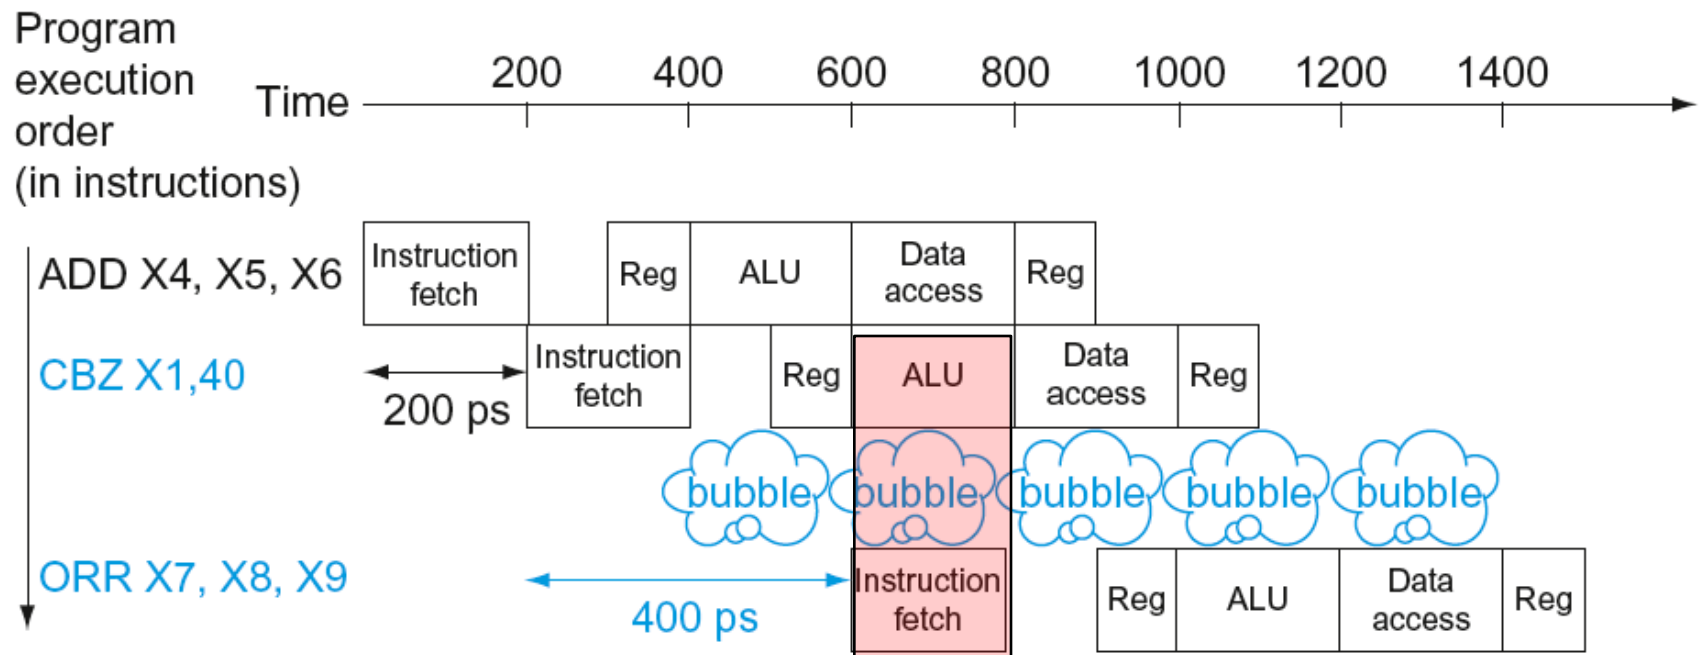 Program
execution
order
(in instructions)
Time
200 400 600 800 1000 1200 1400
ADD X4, X5, X6
Instruction
fetch
Reg
ALU
Data
access
Reg
CBZ X1,40
200 ps
Instruction
fetch
Reg
ALU
Data
access
Reg
bubble bubble bubble bubble bubble
ORR X7, X8, X9
400 ps
Instruction
fetch
Reg
ALU
Data
access
Reg